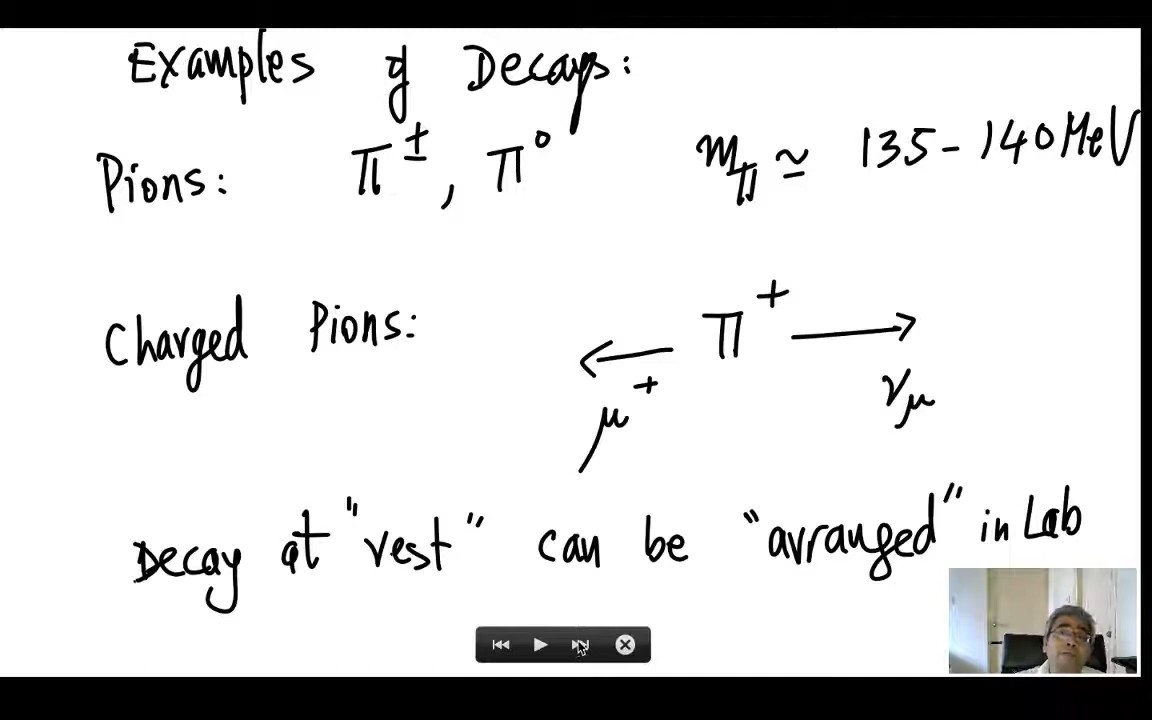 Examples of Decays:
Pions: π±, π⁰ m_π ≃ 135-140 MeV
Charged Pions: π⁺
μ⁺ ν_μ
Decay at "rest" can be "arranged" in Lab